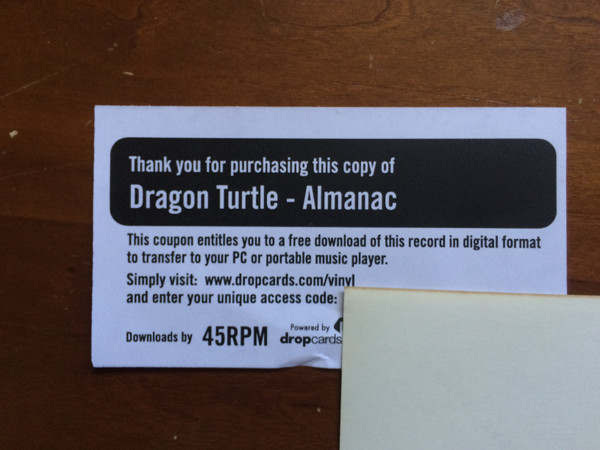 Thank you for purchasing this copy of
Dragon Turtle - Almanac
This coupon entitles you to a free download of this record in digital format
to transfer to your PC or portable music player.
Simply visit: www.dropcards.com/vinyl
and enter your unique access code:
Downloads by 45RPM Powered by
dropcards